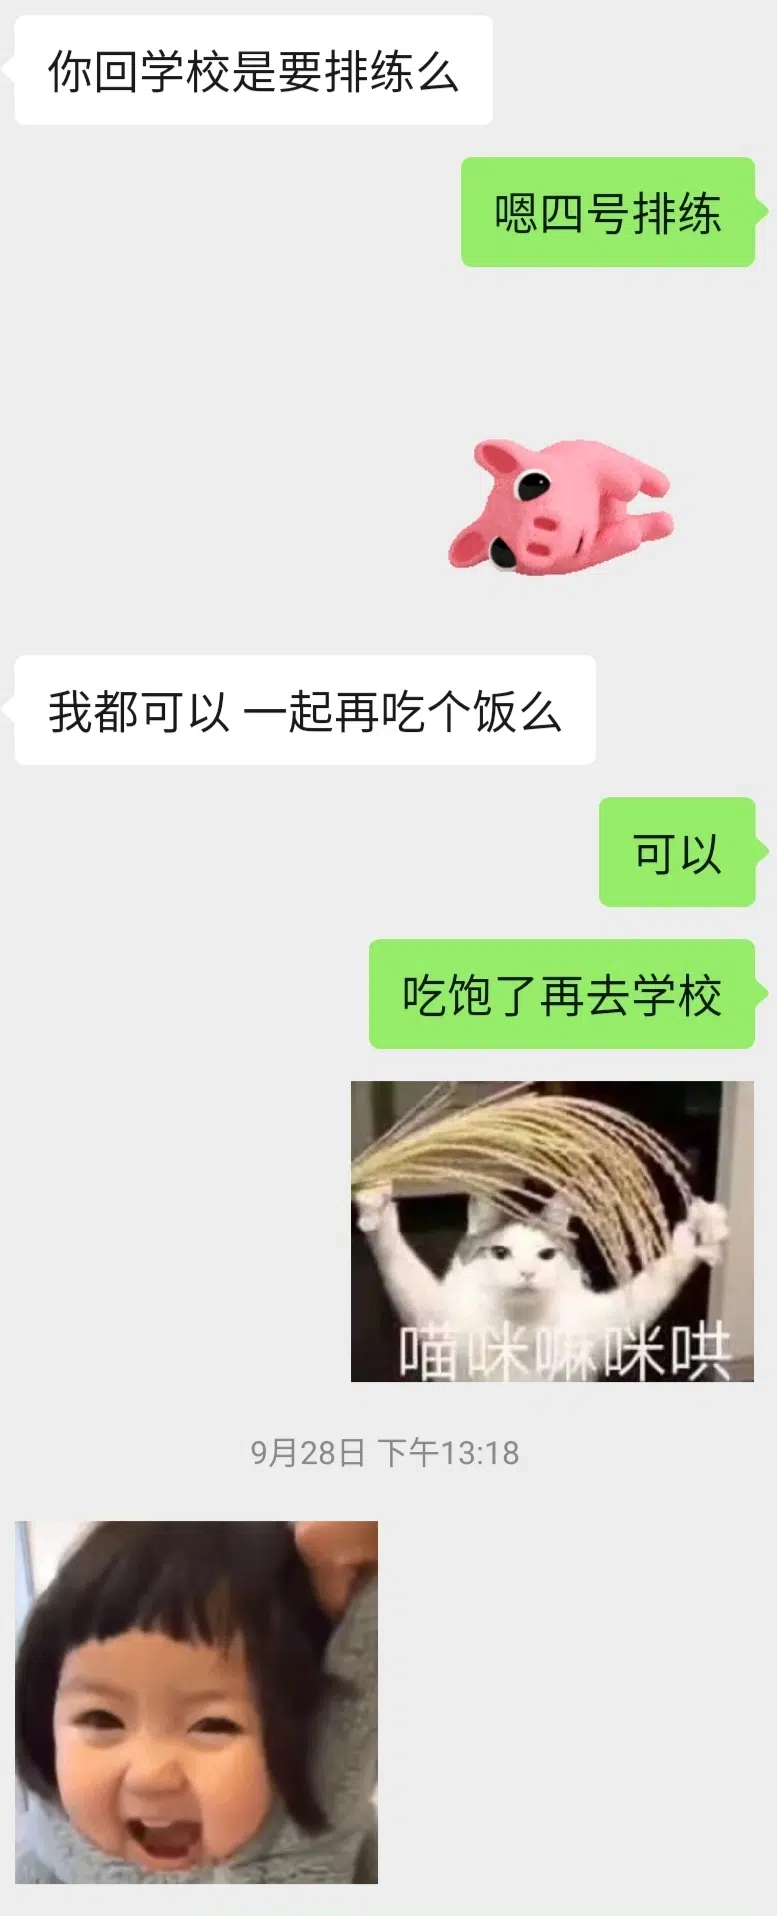 你回学校是要排练么
嗯四号排练
我都可以 一起再吃个饭么
可以
吃饱了再去学校
喵咪嘛咪哄
9月28日 下午13:18